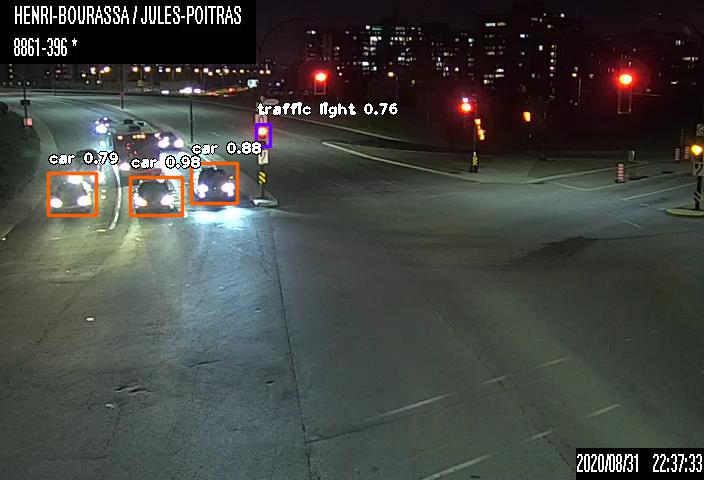 HENRI-BOURASSA / JULES-POITRAS
8861-396 *
traffic light 0.76
car 0.79
car 0.98
car 0.88
2020/08/31 22:37:33